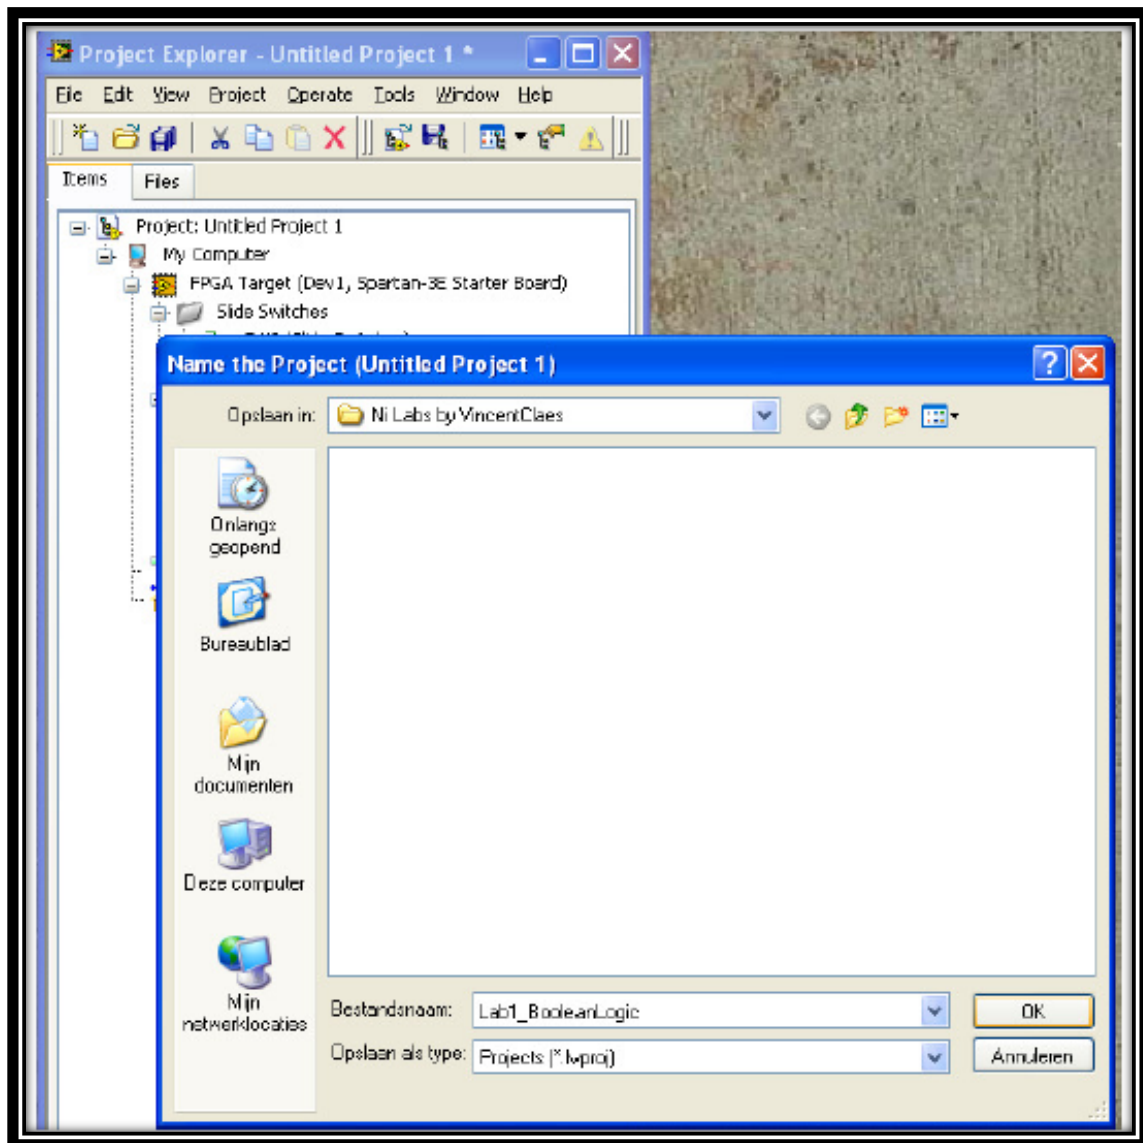 Project Explorer - Untitled Project 1 *
File Edit View Project Operate Tools Window Help
Items Files
Project: Untitled Project 1
My Computer
FPGA Target (Dev1, Spartan-3E Starter Board)
Slide Switches
Name the Project (Untitled Project 1)
Opslaan in: Ni Labs by VincentClaes
Onlangs
geopend
Bureaublad
Mijn
documenten
Deze computer
Mijn
netwerklocaties
Bestandsnaam: Lab1_BooleanLogic OK
Opslaan als type: Projects (*.lvproj) Annuleren